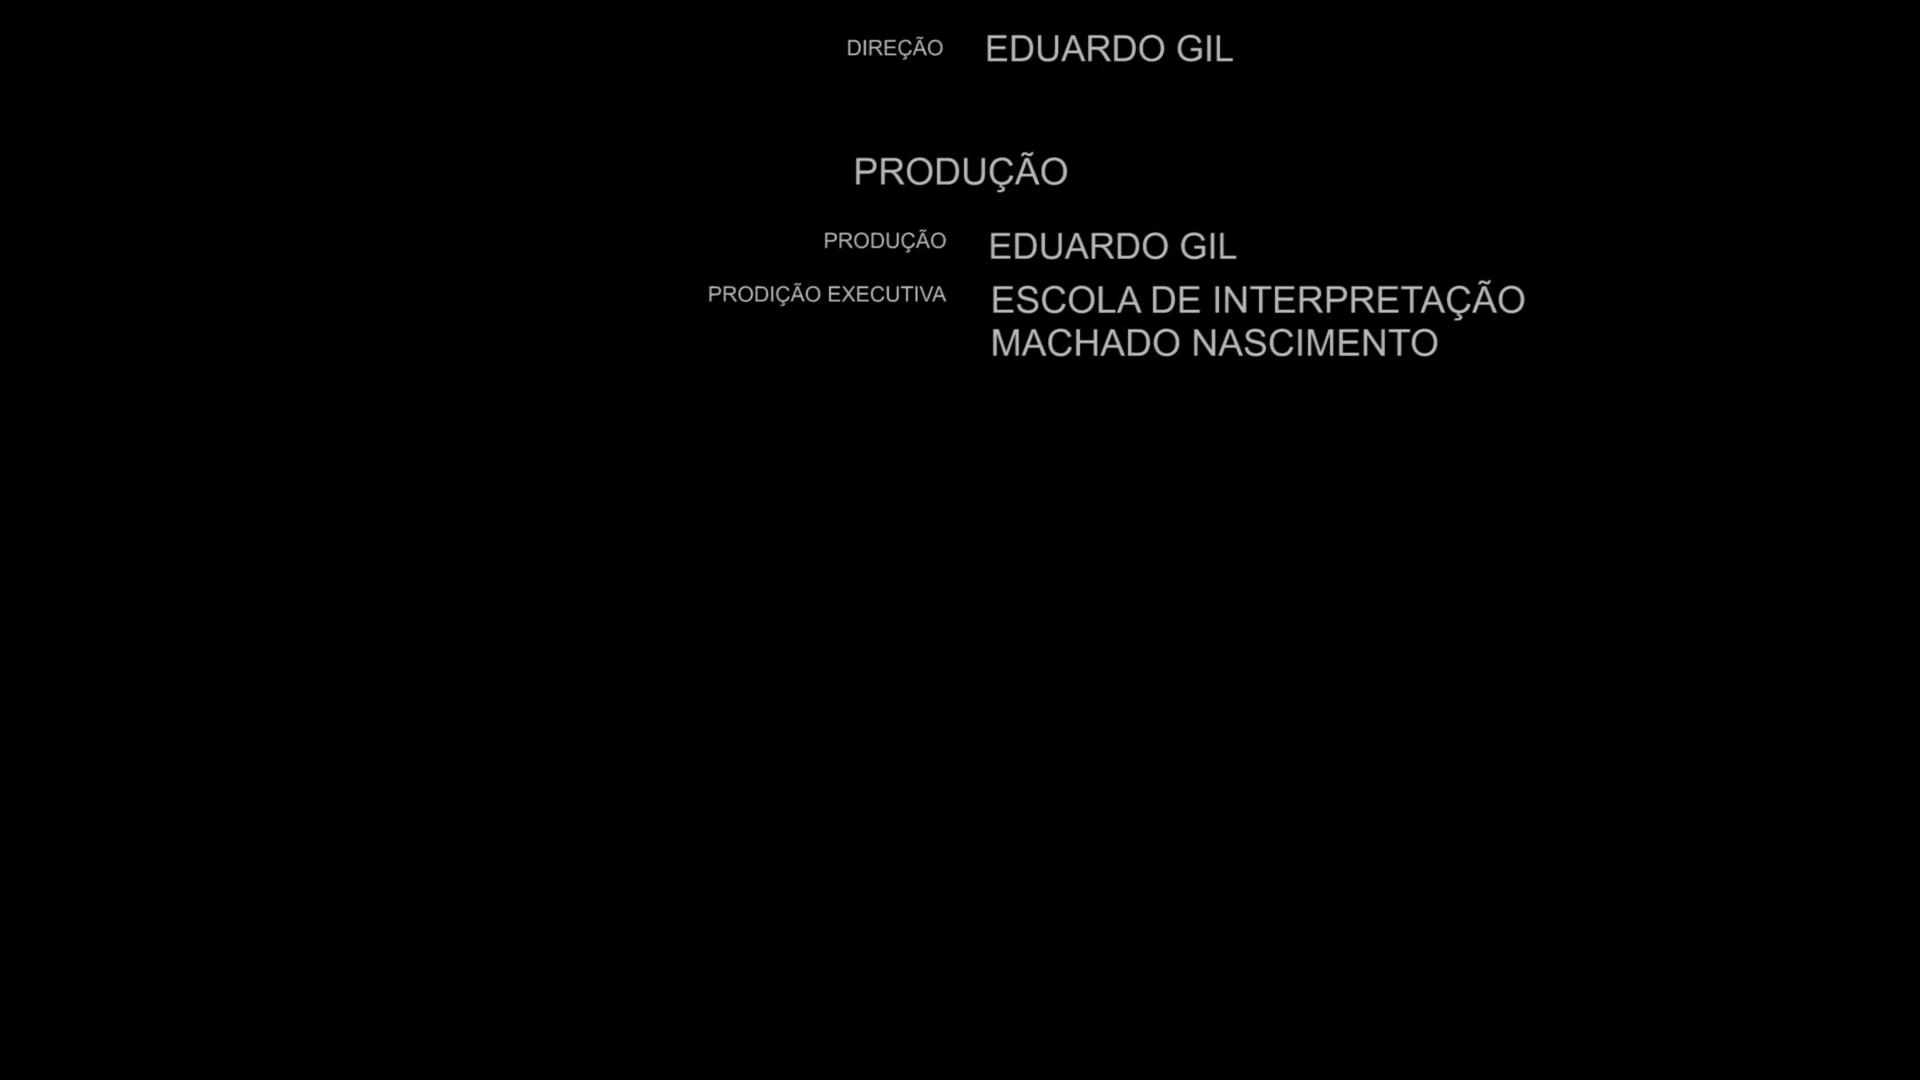 DIREÇÃO EDUARDO GIL
PRODUÇÃO
PRODUÇÃO EDUARDO GIL
PRODIÇÃO EXECUTIVA ESCOLA DE INTERPRETAÇÃO
MACHADO NASCIMENTO